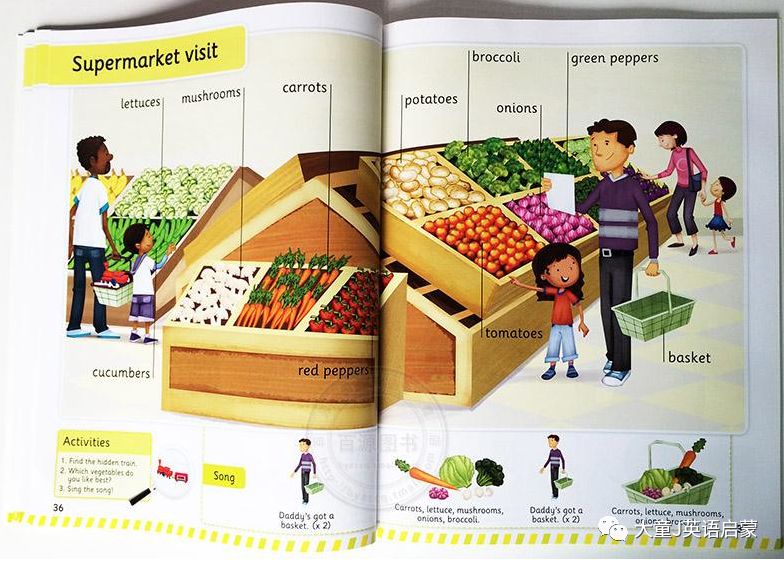 Supermarket visit
lettuces
mushrooms
carrots
broccoli
green peppers
potatoes
onions
tomatoes
basket
cucumbers
red peppers
Activities
1. Find the hidden train.
2. Which vegetables do
you like best?
3. Sing the song!
36
Song
Daddy's got a
basket. (x 2)
Carrots, lettuce, mushrooms,
onions, broccoli.
Daddy's got a
basket. (x 2)
Carrots, lettuce, mushrooms,
onions,
百源图书
大童J英语启蒙